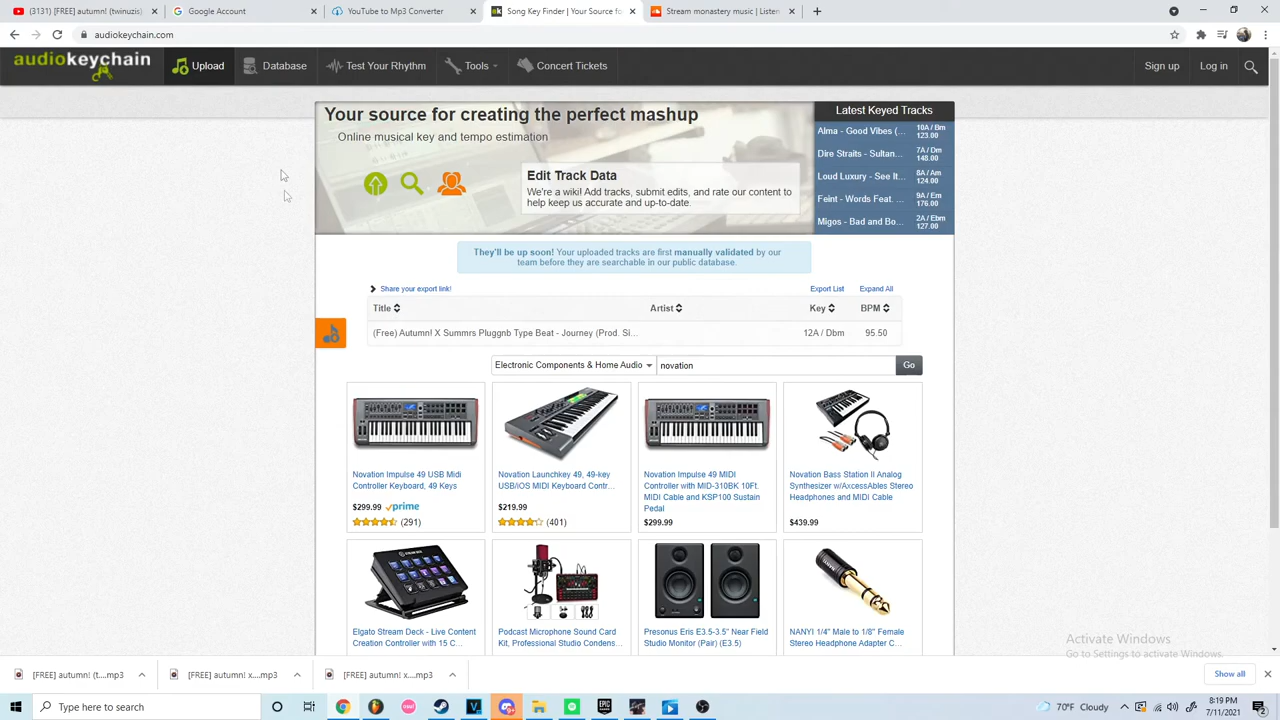 (3131) [FREE] autumn! (twinuzis)
Google Account
YouTube to Mp3 Converter
Song Key Finder | Your Source fo
Stream monastery music | Listen
audiokeychain.com
audiokeychain
Upload
Database
Test Your Rhythm
Tools
Concert Tickets
Sign up
Log in
Your source for creating the perfect mashup
Online musical key and tempo estimation
Edit Track Data
We're a wiki! Add tracks, submit edits, and rate our content to
help keep us accurate and up-to-date.
Latest Keyed Tracks
Alma - Good Vibes (... 10A / Bm 123.00
Dire Straits - Sultan... 7A / Dm 148.00
Loud Luxury - See It... 8A / Am 124.00
Feint - Words Feat. ... 9A / Em 176.00
Migos - Bad and Bo... 2A / Ebm 127.00
They'll be up soon! Your uploaded tracks are first manually validated by our
team before they are searchable in our public database.
Share your export link!
Export List
Expand All
Title
Artist
Key
BPM
(Free) Autumn! X Summrs Pluggnb Type Beat - Journey (Prod. Si...
12A / Dbm
95.50
Electronic Components & Home Audio
novation
Go
Novation Impulse 49 USB Midi
Controller Keyboard, 49 Keys
$299.99 prime
(291)
Novation Launchkey 49, 49-key
USB/iOS MIDI Keyboard Contr...
$219.99
(401)
Novation Impulse 49 MIDI
Controller with MID-310BK 10Ft.
MIDI Cable and KSP100 Sustain
Pedal
$299.99
Novation Bass Station II Analog
Synthesizer w/AxcessAbles Stereo
Headphones and MIDI Cable
$439.99
Elgato Stream Deck - Live Content
Creation Controller with 15 C...
Podcast Microphone Sound Card
Kit, Professional Studio Condens...
Presonus Eris E3.5-3.5" Near Field
Studio Monitor (Pair) (E3.5)
NANYI 1/4" Male to 1/8" Female
Stereo Headphone Adapter C...
Activate Windows
Go to Settings to activate Windows.
[FREE] autumn! (t....mp3
[FREE] autumn! x....mp3
[FREE] autumn! x....mp3
Show all
Type here to search
70°F Cloudy
8:19 PM
7/11/2021
2